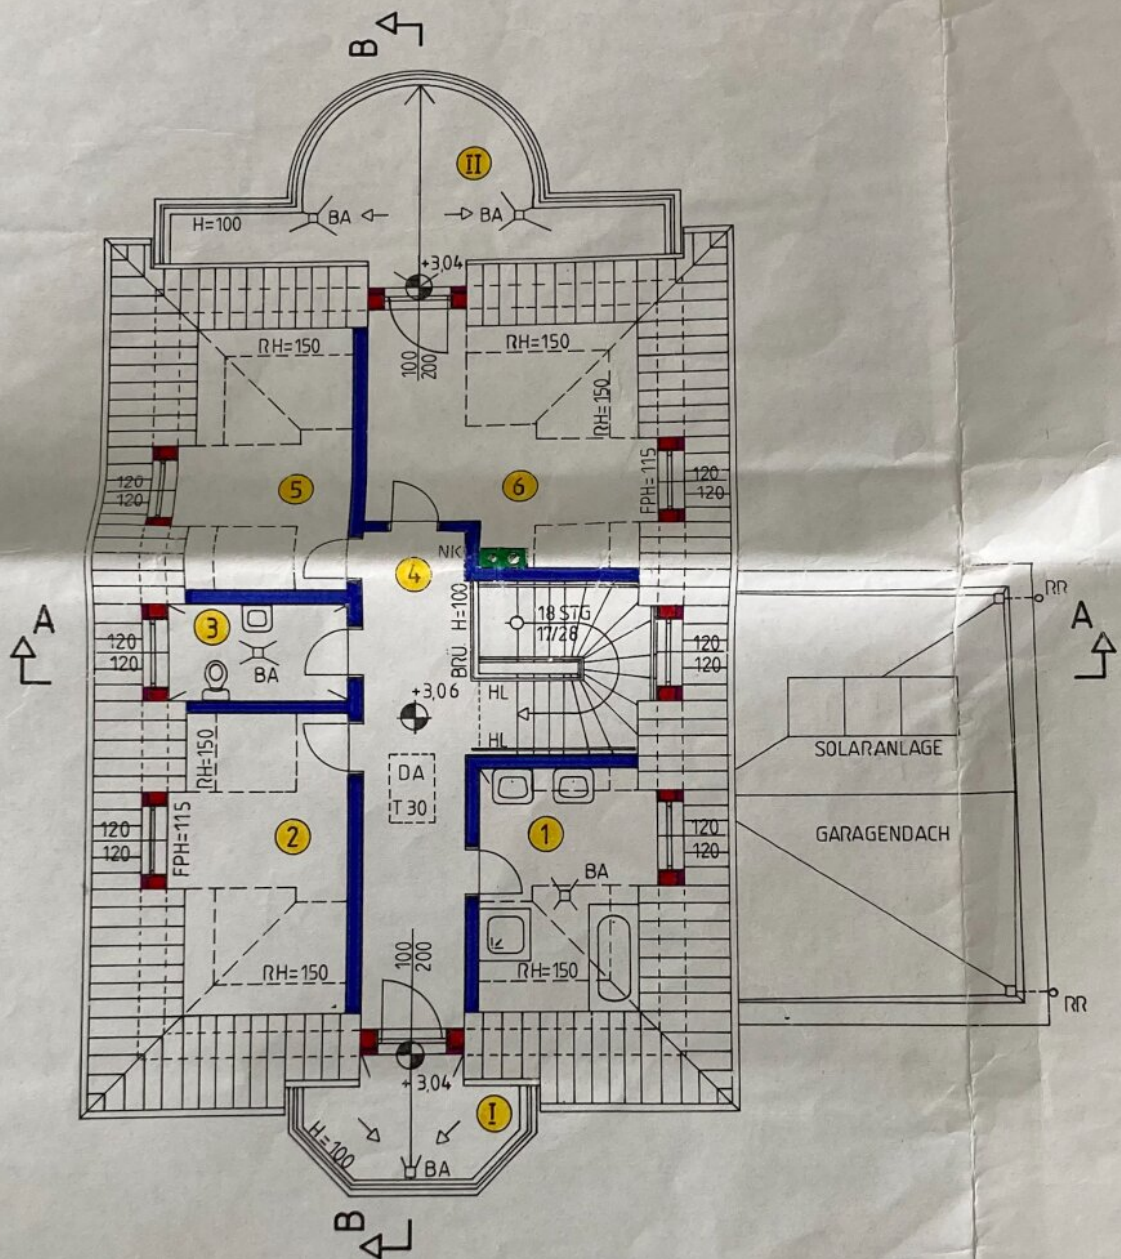 B
II
H=100
BA
BA
+3,04
RH=150
RH=150
100
200
RH=150
120
120
5
6
FPH=115
120
120
NK
4
A
3
120
120
BA
BRÜ H=100
18 STG
17/28
120
120
RR
A
+3,06
HL
HL
RH=150
SOLARANLAGE
DA
T 30
120
120
FPH=115
2
1
120
120
GARAGENDACH
BA
100
200
RH=150
RH=150
RR
+3,04
I
H=100
BA
B